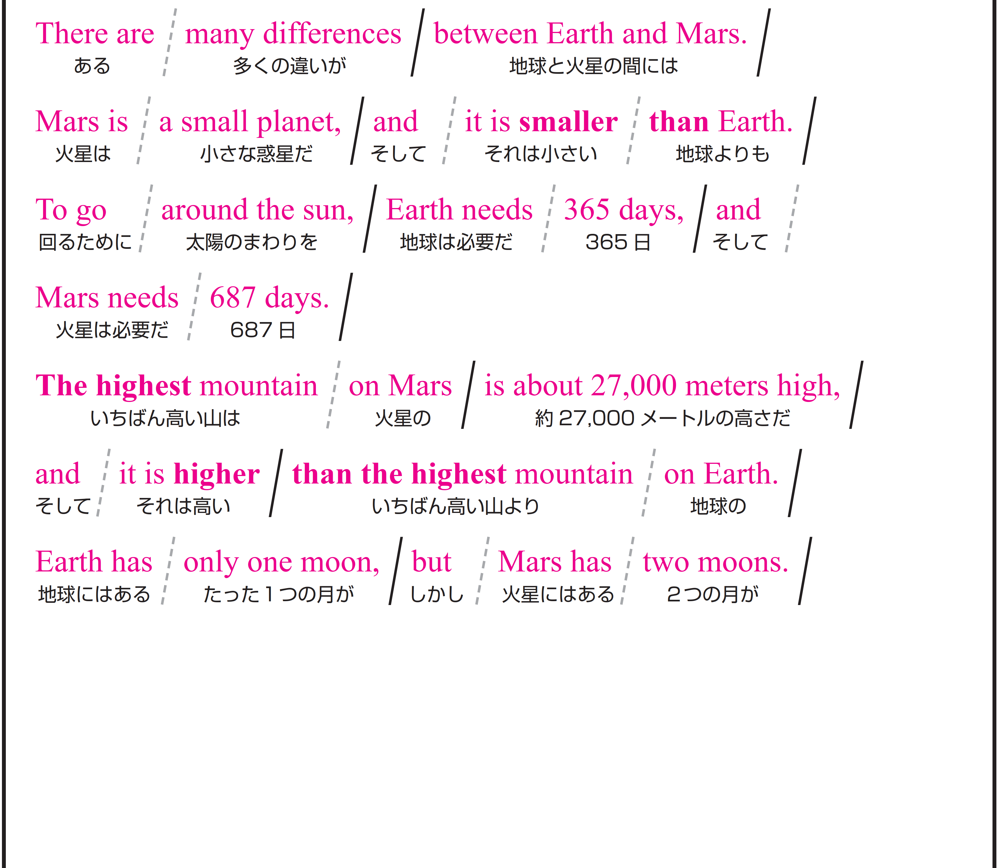 There are / many differences / between Earth and Mars. /
ある 多くの違いが 地球と火星の間には
Mars is / a small planet, / and / it is smaller / than Earth. /
火星は 小さな惑星だ そして それは小さい 地球よりも
To go / around the sun, / Earth needs / 365 days, / and /
回るために 太陽のまわりを 地球は必要だ 365 日 そして
Mars needs / 687 days. /
火星は必要だ 687 日
The highest mountain / on Mars / is about 27,000 meters high, /
いちばん高い山は 火星の 約 27,000 メートルの高さだ
and / it is higher / than the highest mountain / on Earth. /
そして それは高い いちばん高い山より 地球の
Earth has / only one moon, / but / Mars has / two moons. /
地球にはある たった 1 つの月が しかし 火星にはある 2つの月が